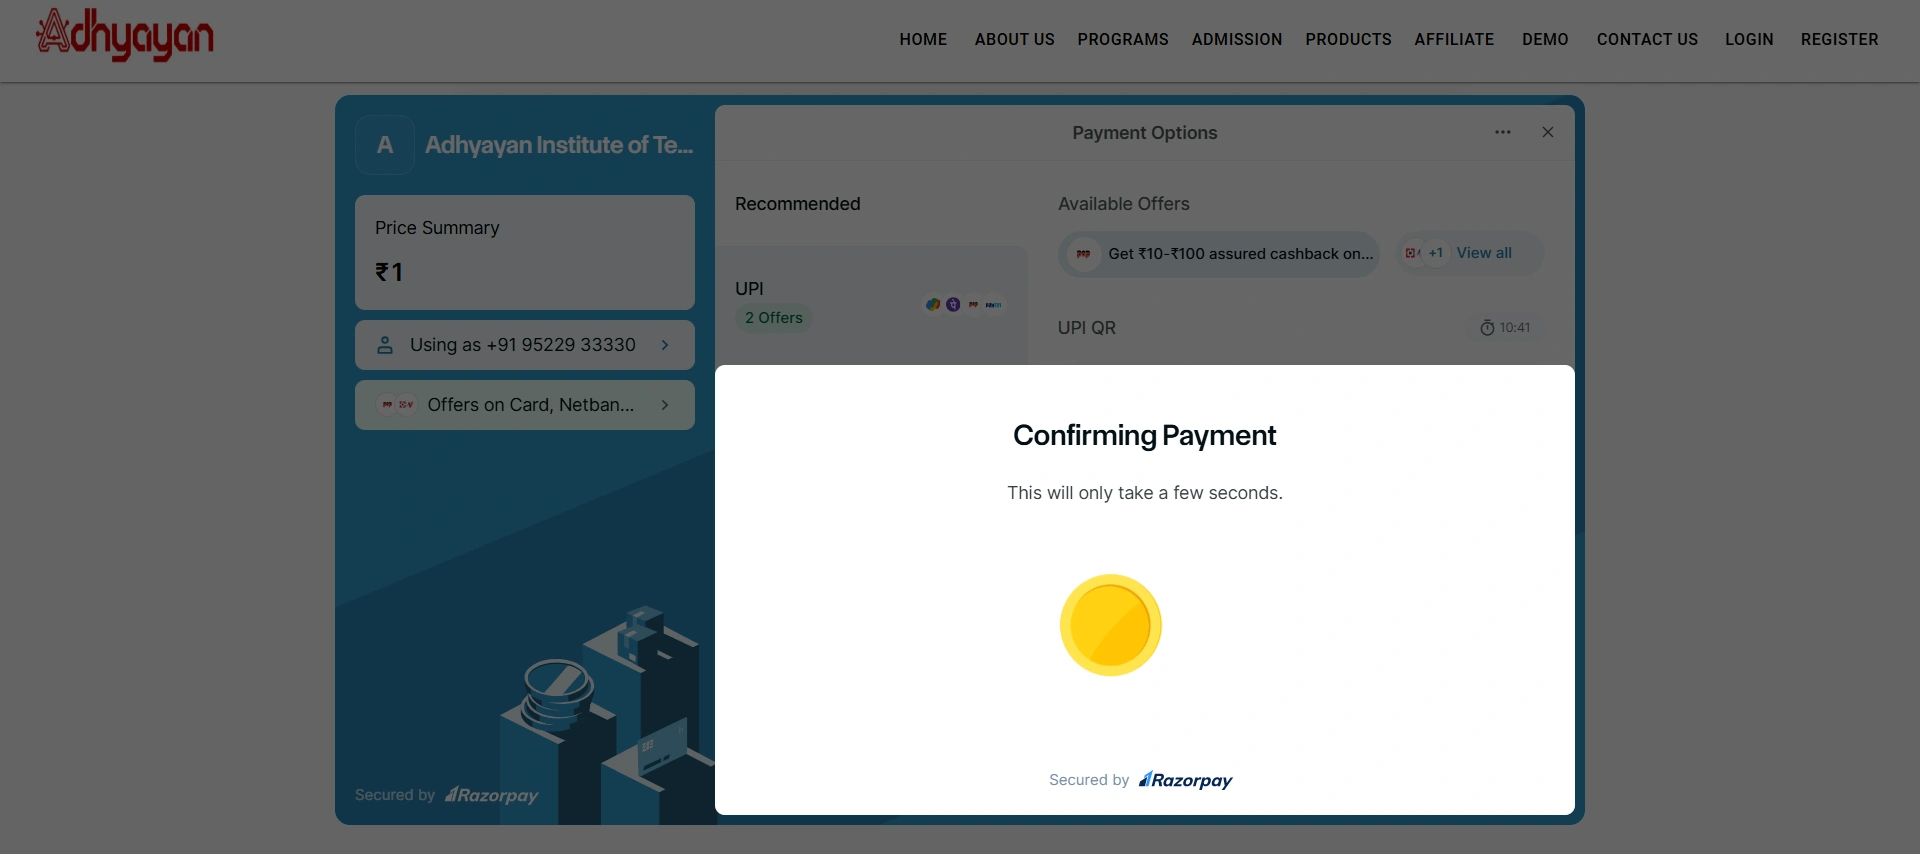 Adhyayan
HOME ABOUT US PROGRAMS ADMISSION PRODUCTS AFFILIATE DEMO CONTACT US LOGIN REGISTER
A Adhyayan Institute of Te...
Price Summary
₹1
Using as +91 95229 33330
Offers on Card, Netban...
Secured by Razorpay
Payment Options
Recommended
UPI
2 Offers
Available Offers
pop Get ₹10-₹100 assured cashback on...
+1 View all
UPI QR
10:41
Confirming Payment
This will only take a few seconds.
Secured by Razorpay